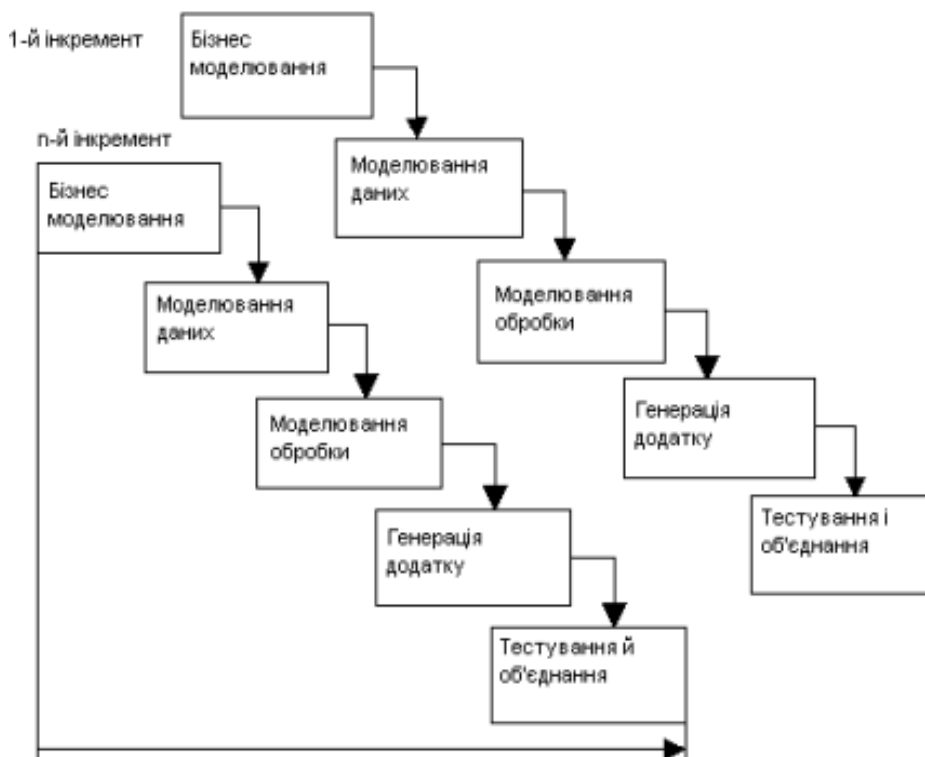 1-й інкремент
Бізнес
моделювання
Моделювання
даних
Моделювання
обробки
Генерація
додатку
Тестування і
об'єднання
n-й інкремент
Бізнес
моделювання
Моделювання
даних
Моделювання
обробки
Генерація
додатку
Тестування й
об'єднання